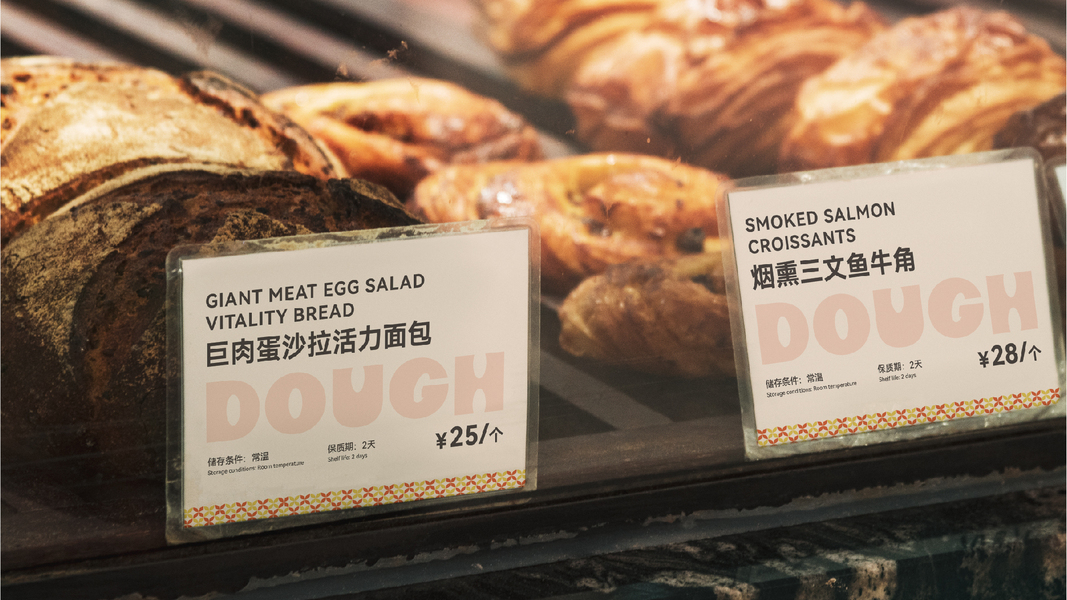 GIANT MEAT EGG SALAD
VITALITY BREAD
巨肉蛋沙拉活力面包
DOUGH
储存条件：常温
Storage conditions: Room temperature
保质期：2天
Shelf life: 2 days
¥25/个
SMOKED SALMON
CROISSANTS
烟熏三文鱼牛角
DOUGH
储存条件：常温
Storage conditions: Room temperature
保质期：2天
Shelf life: 2 days
¥28/个